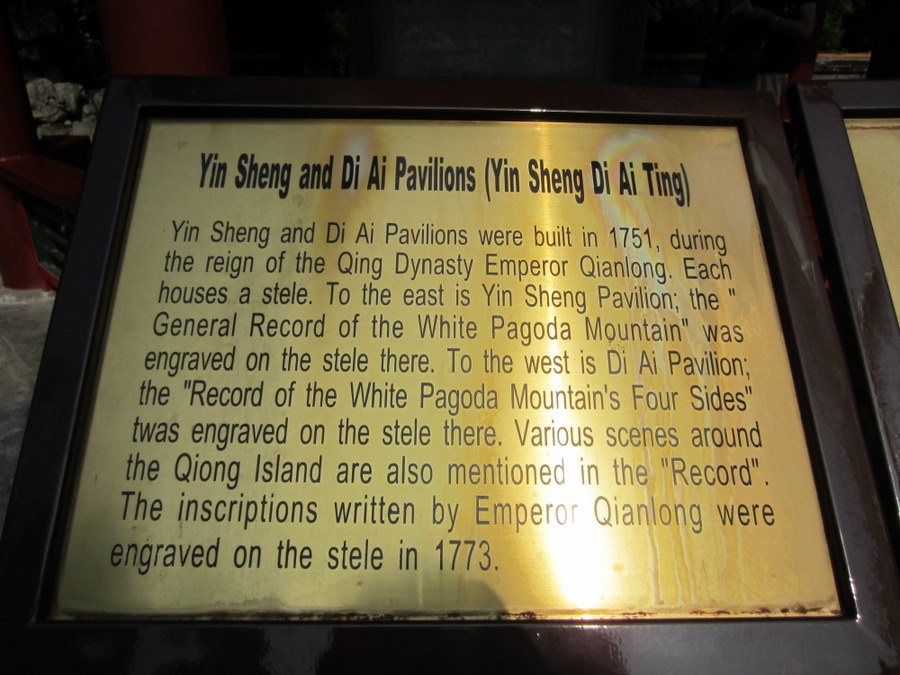 Yin Sheng and Di Ai Pavilions (Yin Sheng Di Ai Ting)
Yin Sheng and Di Ai Pavilions were built in 1751, during
the reign of the Qing Dynasty Emperor Qianlong. Each
houses a stele. To the east is Yin Sheng Pavilion; the "
General Record of the White Pagoda Mountain" was
engraved on the stele there. To the west is Di Ai Pavilion;
the "Record of the White Pagoda Mountain's Four Sides"
twas engraved on the stele there. Various scenes around
the Qiong Island are also mentioned in the "Record".
The inscriptions written by Emperor Qianlong were
engraved on the stele in 1773.